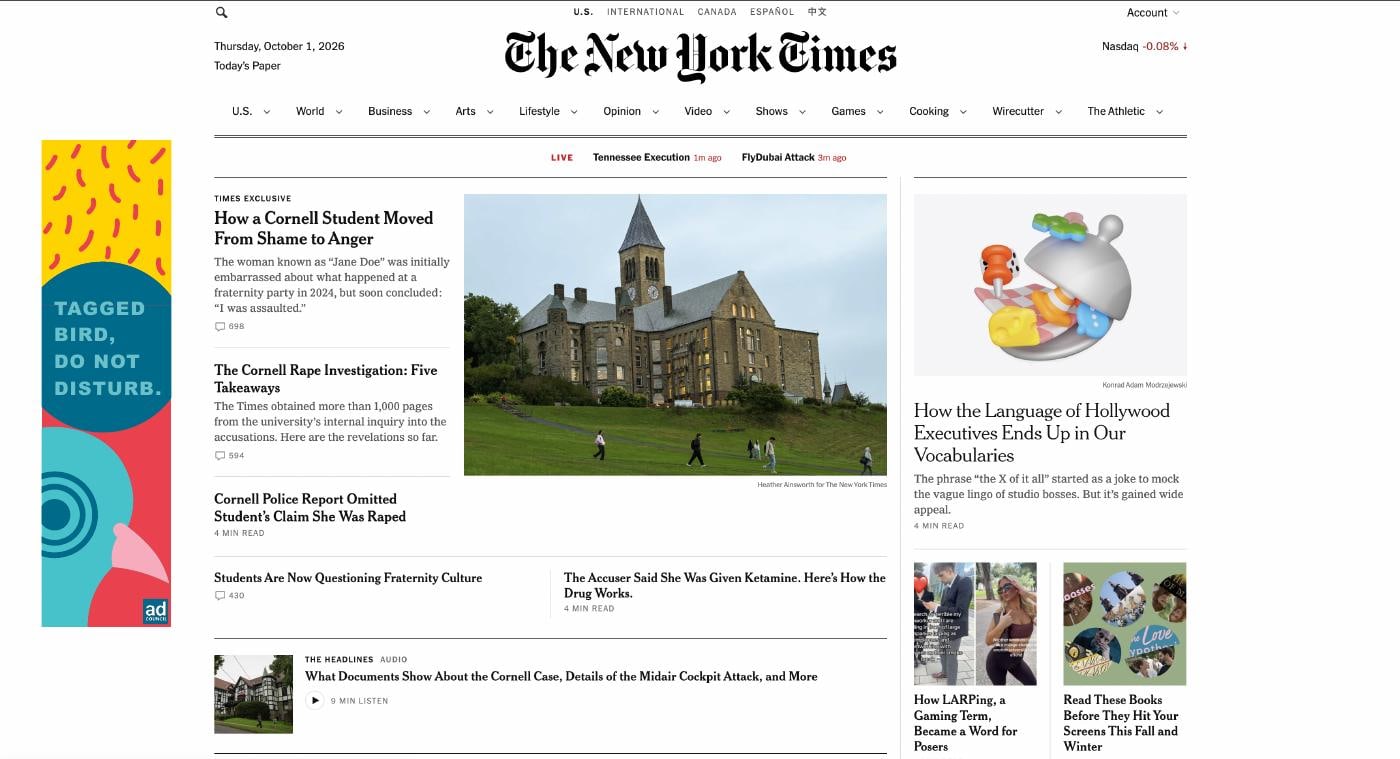 U.S. INTERNATIONAL CANADA ESPAÑOL 中文
Account
Thursday, October 1, 2026
Today's Paper
The New York Times
Nasdaq -0.08% ↓
U.S. World Business Arts Lifestyle Opinion Video Shows Games Cooking Wirecutter The Athletic
LIVE Tennessee Execution 1m ago FlyDubai Attack 3m ago
TAGGED
BIRD,
DO NOT
DISTURB.
ad
COUNCIL
TIMES EXCLUSIVE
How a Cornell Student Moved
From Shame to Anger
The woman known as “Jane Doe” was initially
embarrassed about what happened at a
fraternity party in 2024, but soon concluded:
“I was assaulted.”
698
The Cornell Rape Investigation: Five
Takeaways
The Times obtained more than 1,000 pages
from the university’s internal inquiry into the
accusations. Here are the revelations so far.
594
Cornell Police Report Omitted
Student’s Claim She Was Raped
4 MIN READ
Heather Ainsworth for The New York Times
Students Are Now Questioning Fraternity Culture
430
The Accuser Said She Was Given Ketamine. Here’s How the
Drug Works.
4 MIN READ
THE HEADLINES AUDIO
What Documents Show About the Cornell Case, Details of the Midair Cockpit Attack, and More
9 MIN LISTEN
Konrad Adam Modrzejewski
How the Language of Hollywood
Executives Ends Up in Our
Vocabularies
The phrase “the X of it all” started as a joke to mock
the vague lingo of studio bosses. But it’s gained wide
appeal.
4 MIN READ
How LARPing, a
Gaming Term,
Became a Word for
Posers
Love
Read These Books
Before They Hit Your
Screens This Fall and
Winter